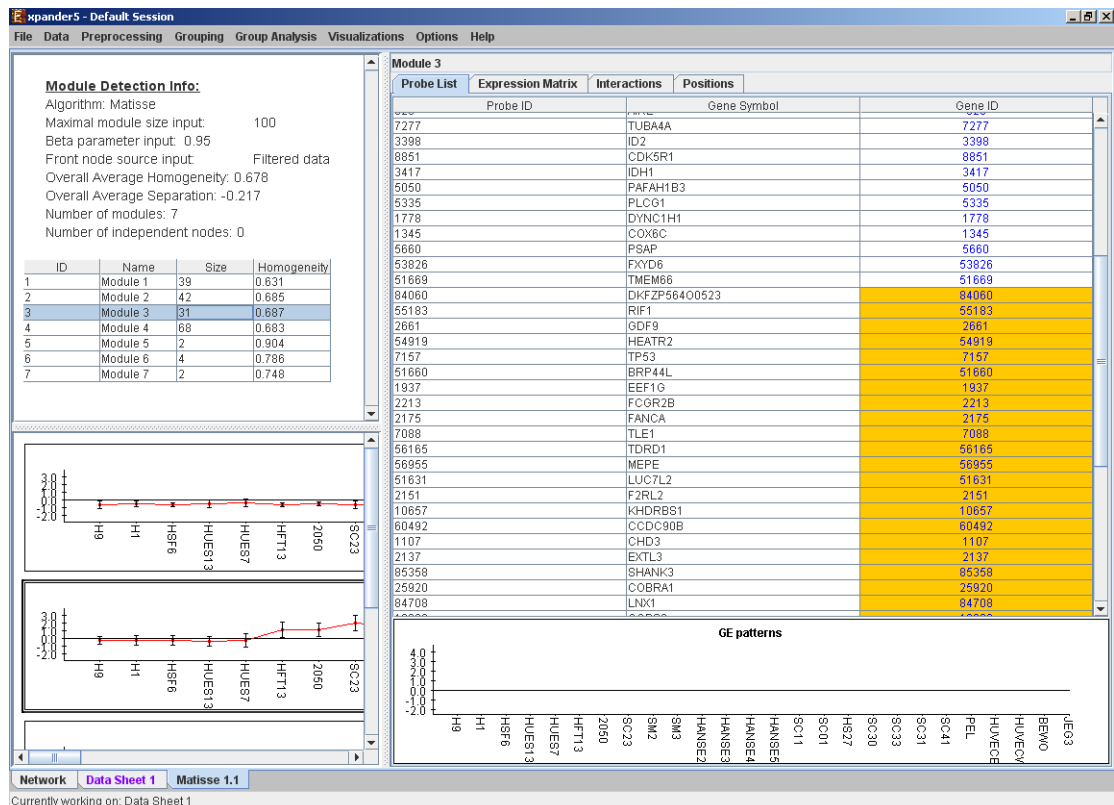 Expander5 - Default Session
File Data Preprocessing Grouping Group Analysis Visualizations Options Help
Module Detection Info:
Algorithm: Matisse
Maximal module size input: 100
Beta parameter input: 0.95
Front node source input: Filtered data
Overall Average Homogeneity: 0.678
Overall Average Separation: -0.217
Number of modules: 7
Number of independent nodes: 0
ID Name Size Homogeneity
1 Module 1 39 0.631
2 Module 2 42 0.685
3 Module 3 31 0.687
4 Module 4 68 0.683
5 Module 5 2 0.904
6 Module 6 4 0.786
7 Module 7 2 0.748
3.0
1.0
0.0
-1.0
-2.0
H9 H1 HSF6 HUES13 HUES7 HFT13 2050 SC23
3.0
1.0
0.0
-1.0
-2.0
H9 H1 HSF6 HUES13 HUES7 HFT13 2050 SC23
Module 3
Probe List Expression Matrix Interactions Positions
Probe ID Gene Symbol Gene ID
7277 TUBA4A 7277
3398 ID2 3398
8851 CDK5R1 8851
3417 IDH1 3417
5050 PAFAH1B3 5050
5335 PLCG1 5335
1778 DYNC1H1 1778
1345 COX6C 1345
5660 PSAP 5660
53826 FXYD6 53826
51669 TMEM66 51669
84060 DKFZP564O0523 84060
55183 RIF1 55183
2661 GDF9 2661
54919 HEATR2 54919
7157 TP53 7157
51660 BRP44L 51660
1937 EEF1G 1937
2213 FCGR2B 2213
2175 FANCA 2175
7088 TLE1 7088
56165 TDRD1 56165
56955 MEPE 56955
51631 LUC7L2 51631
2151 F2RL2 2151
10657 KHDRBS1 10657
60492 CCDC90B 60492
1107 CHD3 1107
2137 EXTL3 2137
85358 SHANK3 85358
25920 COBRA1 25920
84708 LNX1 84708
GE patterns
4.0
3.0
2.0
1.0
0.0
-1.0
-2.0
H9 H1 HSF6 HUES13 HUES7 HFT13 2050 SC23 SM2 SM3 HANSE2 HANSE3 HANSE4 HANSE5 SC11 SC01 HS27 SC30 SC33 SC31 SC41 PEL HUVECE HUVECV BEWO JEG3
Network Data Sheet 1 Matisse 1.1
Currently working on: Data Sheet 1